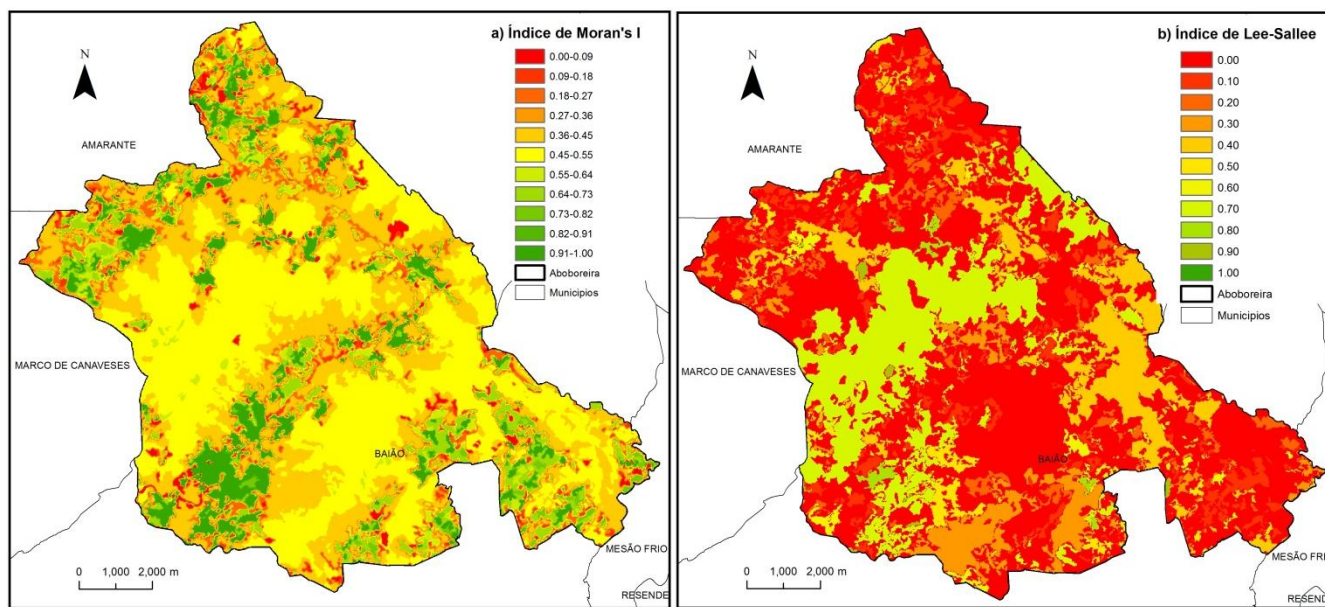 a) Índice de Moran's I
N
0.00-0.09
0.09-0.18
0.18-0.27
0.27-0.36
0.36-0.45
0.45-0.55
0.55-0.64
0.64-0.73
0.73-0.82
0.82-0.91
0.91-1.00
Aboboreira
Municipios
AMARANTE
MARCO DE CANAVESES
BAIÃO
MESÃO FRIO
RESENDE
0 1,000 2,000 m
b) Índice de Lee-Sallee
N
0.00
0.10
0.20
0.30
0.40
0.50
0.60
0.70
0.80
0.90
1.00
Aboboreira
Municipios
AMARANTE
MARCO DE CANAVESES
BAIÃO
MESÃO FRIO
RESEND
0 1,000 2,000 m